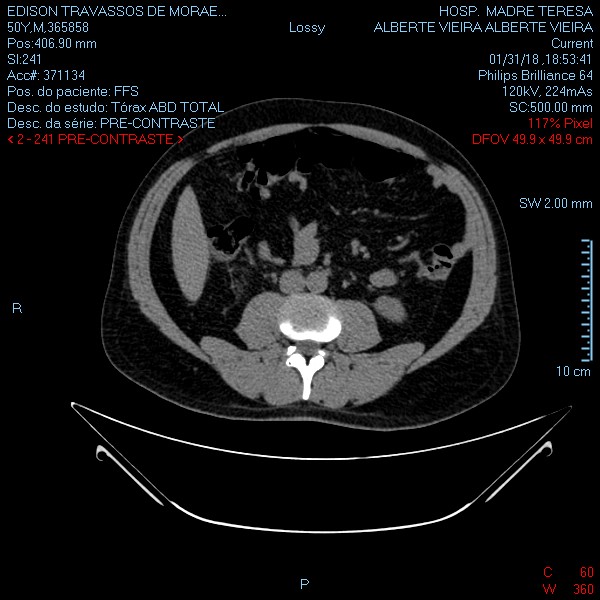 EDISON TRAVASSOS DE MORAE...
50Y,M,365858
Pos:406.90 mm
Sl:241
Acc#: 371134
Pos. do paciente: FFS
Desc. do estudo: Tórax ABD TOTAL
Desc. da série: PRE-CONTRASTE
< 2 - 241 PRE-CONTRASTE >
Lossy
HOSP. MADRE TERESA
ALBERTE VIEIRA ALBERTE VIEIRA
Current
01/31/18 ,18:53:41
Philips Brilliance 64
120kV, 224mAs
SC:500.00 mm
117% Pixel
DFOV 49.9 x 49.9 cm
SW 2.00 mm
R
10 cm
P
C 60
W 360